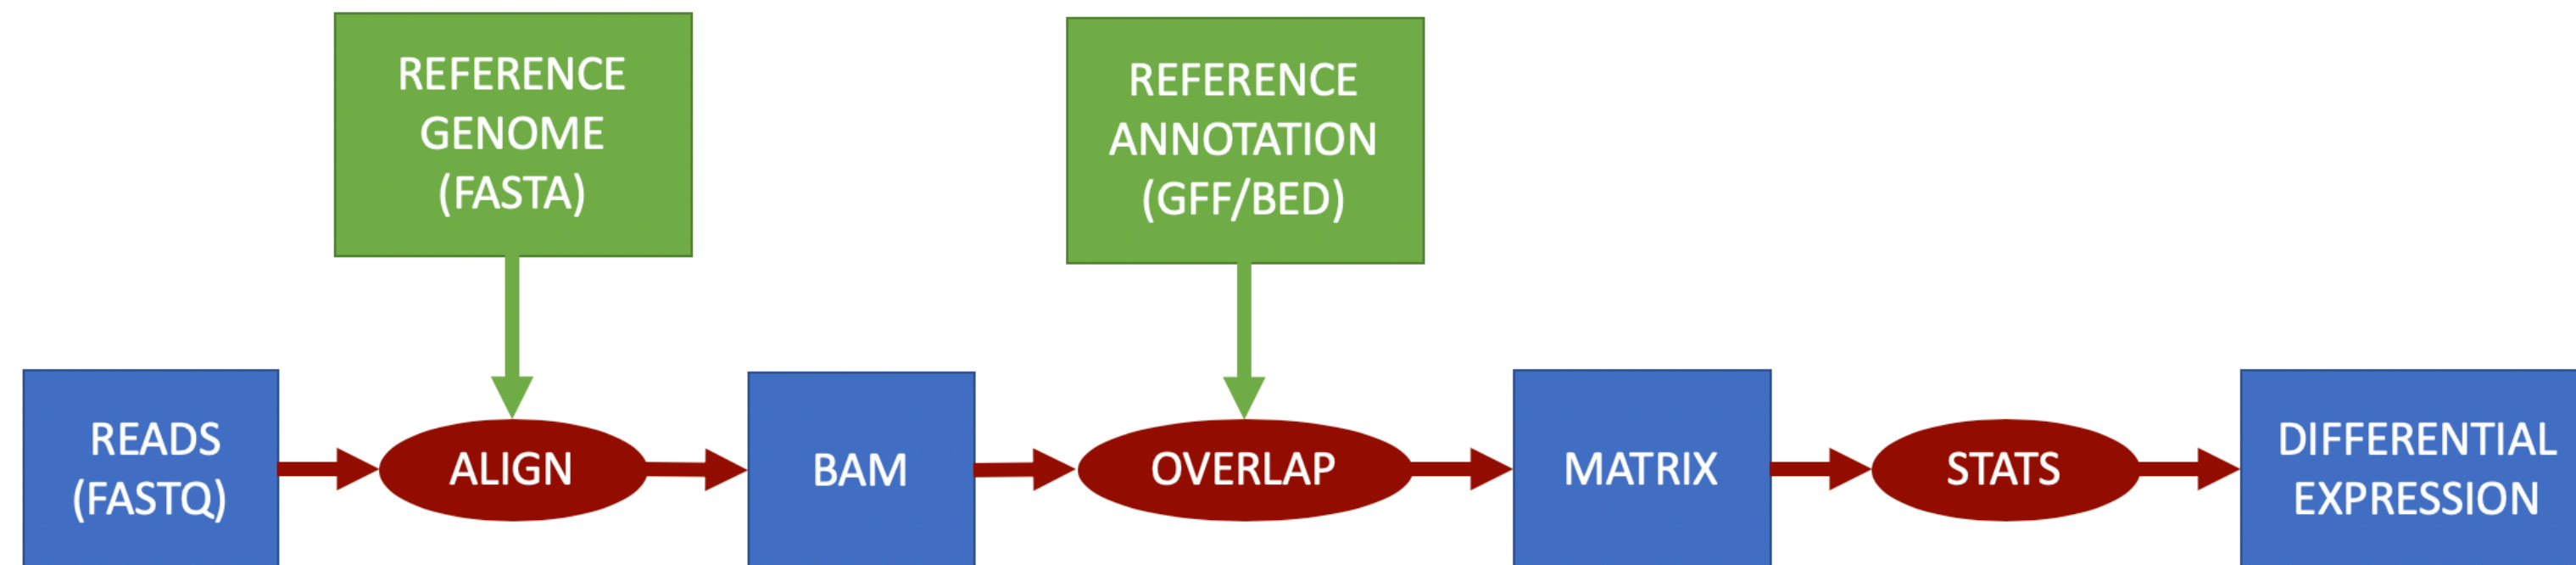 REFERENCE
GENOME
(FASTA)
REFERENCE
ANNOTATION
(GFF/BED)
READS
(FASTQ)
ALIGN
BAM
OVERLAP
MATRIX
STATS
DIFFERENTIAL
EXPRESSION